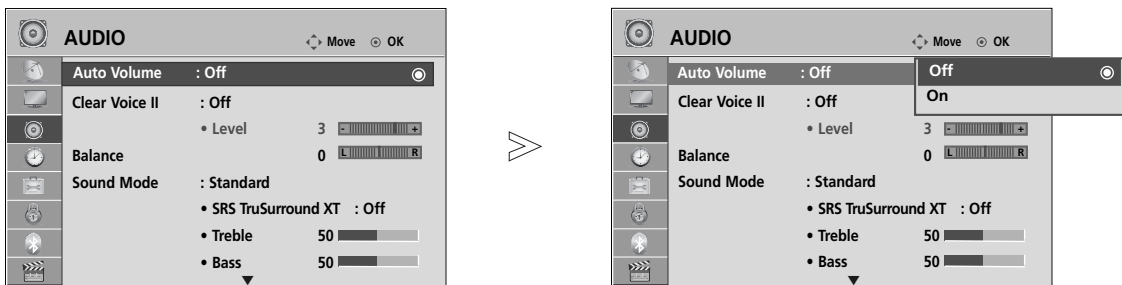 AUDIO Move OK
Auto Volume : Off
Clear Voice II : Off
• Level 3 - +
Balance 0 L R
Sound Mode : Standard
• SRS TruSurround XT : Off
• Treble 50
• Bass 50
AUDIO Move OK
Auto Volume : Off
Off
On
Clear Voice II : Off
• Level 3 - +
Balance 0 L R
Sound Mode : Standard
• SRS TruSurround XT : Off
• Treble 50
• Bass 50